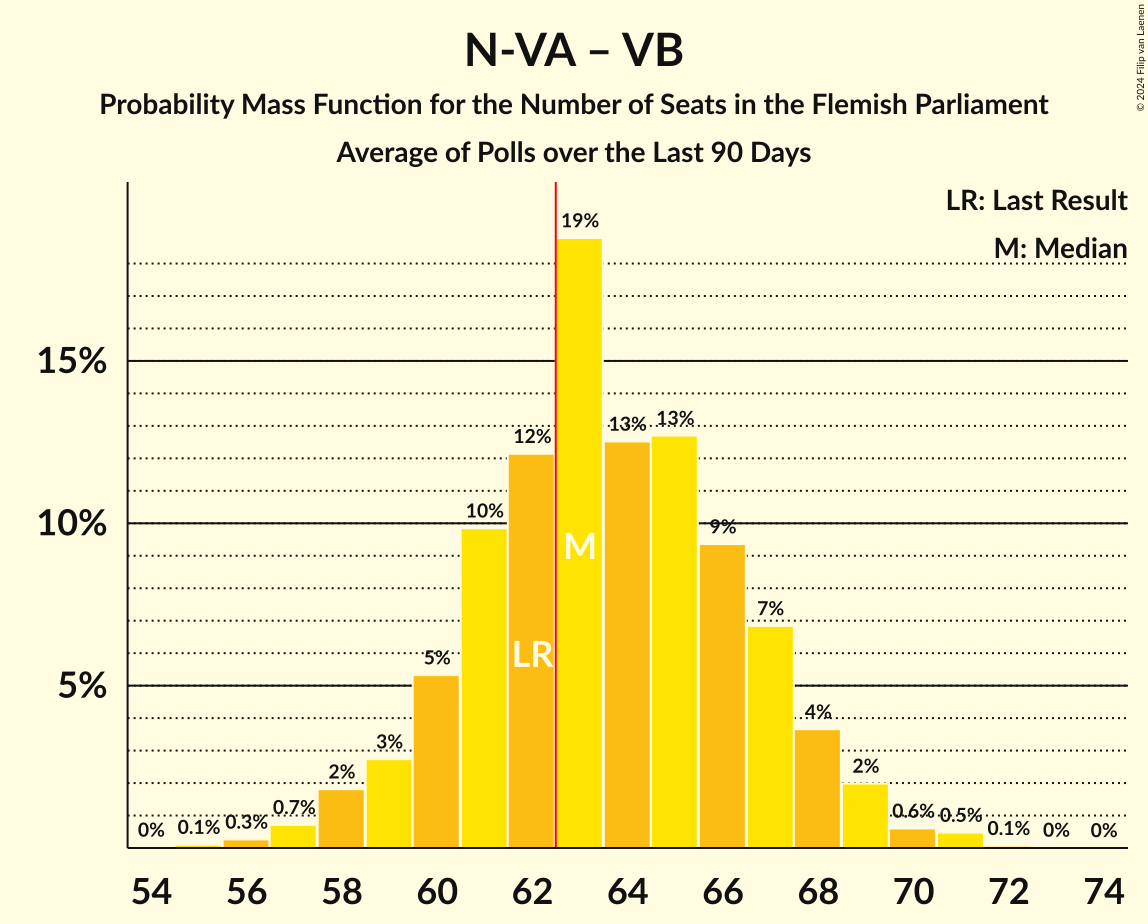 N-VA – VB
Probability Mass Function for the Number of Seats in the Flemish Parliament
Average of Polls over the Last 90 Days
© 2024 Filip van Laenen
LR: Last Result
M: Median
15%
10%
5%
0%
0.1%
0.3%
0.7%
2%
3%
5%
10%
12%
19%
13%
13%
9%
7%
4%
2%
0.6%
0.5%
0.1%
0%
0%
M
LR
54 56 58 60 62 64 66 68 70 72 74